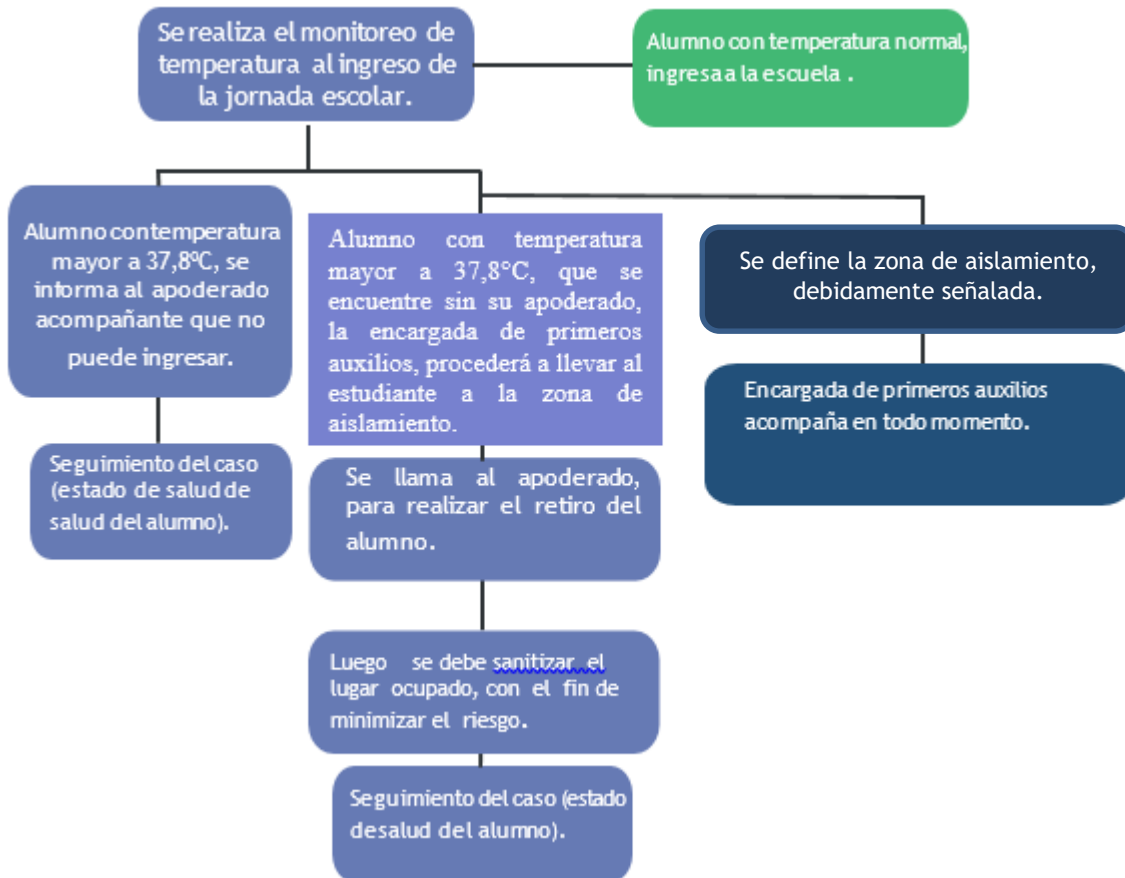 Se realiza el monitoreo de
temperatura al ingreso de
la jornada escolar.
Alumno con temperatura normal,
ingresa a la escuela .
Alumno con temperatura
mayor a 37,8ºC, se
informa al apoderado
acompañante que no
puede ingresar.
Alumno con temperatura
mayor a 37,8°C, que se
encuentre sin su apoderado,
la encargada de primeros
auxilios, procederá a llevar al
estudiante a la zona de
aislamiento.
Se define la zona de aislamiento,
debidamente señalada.
Encargada de primeros auxilios
acompaña en todo momento.
Seguimiento del caso
(estado de salud de
salud del alumno).
Se llama al apoderado,
para realizar el retiro del
alumno.
Luego se debe sanitizar el
lugar ocupado, con el fin de
minimizar el riesgo.
Seguimiento del caso (estado
desalud del alumno).